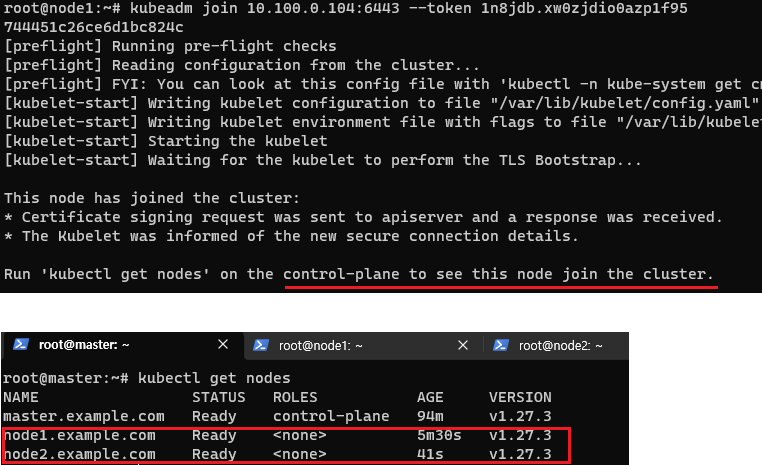 root@node1:~# kubeadm join 10.100.0.104:6443 --token 1n8jdb.xw0zjdio0azp1f95
744451c26ce6d1bc824c
[preflight] Running pre-flight checks
[preflight] Reading configuration from the cluster...
[preflight] FYI: You can look at this config file with 'kubectl -n kube-system get cm
[kubelet-start] Writing kubelet configuration to file "/var/lib/kubelet/config.yaml"
[kubelet-start] Writing kubelet environment file with flags to file "/var/lib/kubelet
[kubelet-start] Starting the kubelet
[kubelet-start] Waiting for the kubelet to perform the TLS Bootstrap...
This node has joined the cluster:
* Certificate signing request was sent to apiserver and a response was received.
* The Kubelet was informed of the new secure connection details.
Run 'kubectl get nodes' on the control-plane to see this node join the cluster.
root@master: ~ root@node1: ~ root@node2: ~
root@master:~# kubectl get nodes
NAME STATUS ROLES AGE VERSION
master.example.com Ready control-plane 94m v1.27.3
node1.example.com Ready <none> 5m30s v1.27.3
node2.example.com Ready <none> 41s v1.27.3